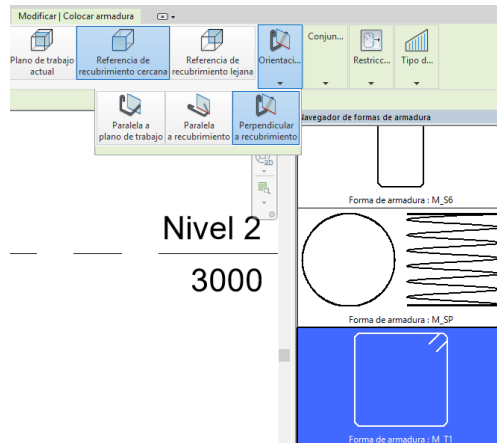 Modificar | Colocar armadura
Plano de trabajo
actual
Referencia de
recubrimiento cercana
Referencia de
recubrimiento lejana
Orientaci...
Conjun...
Restricc...
Tipo d...
Paralela a
plano de trabajo
Paralela
a recubrimiento
Perpendicular
a recubrimiento
Navegador de formas de armadura
2D
Forma de armadura : M_S6
Nivel 2
3000
Forma de armadura : M_SP
Forma de armadura : M_T1